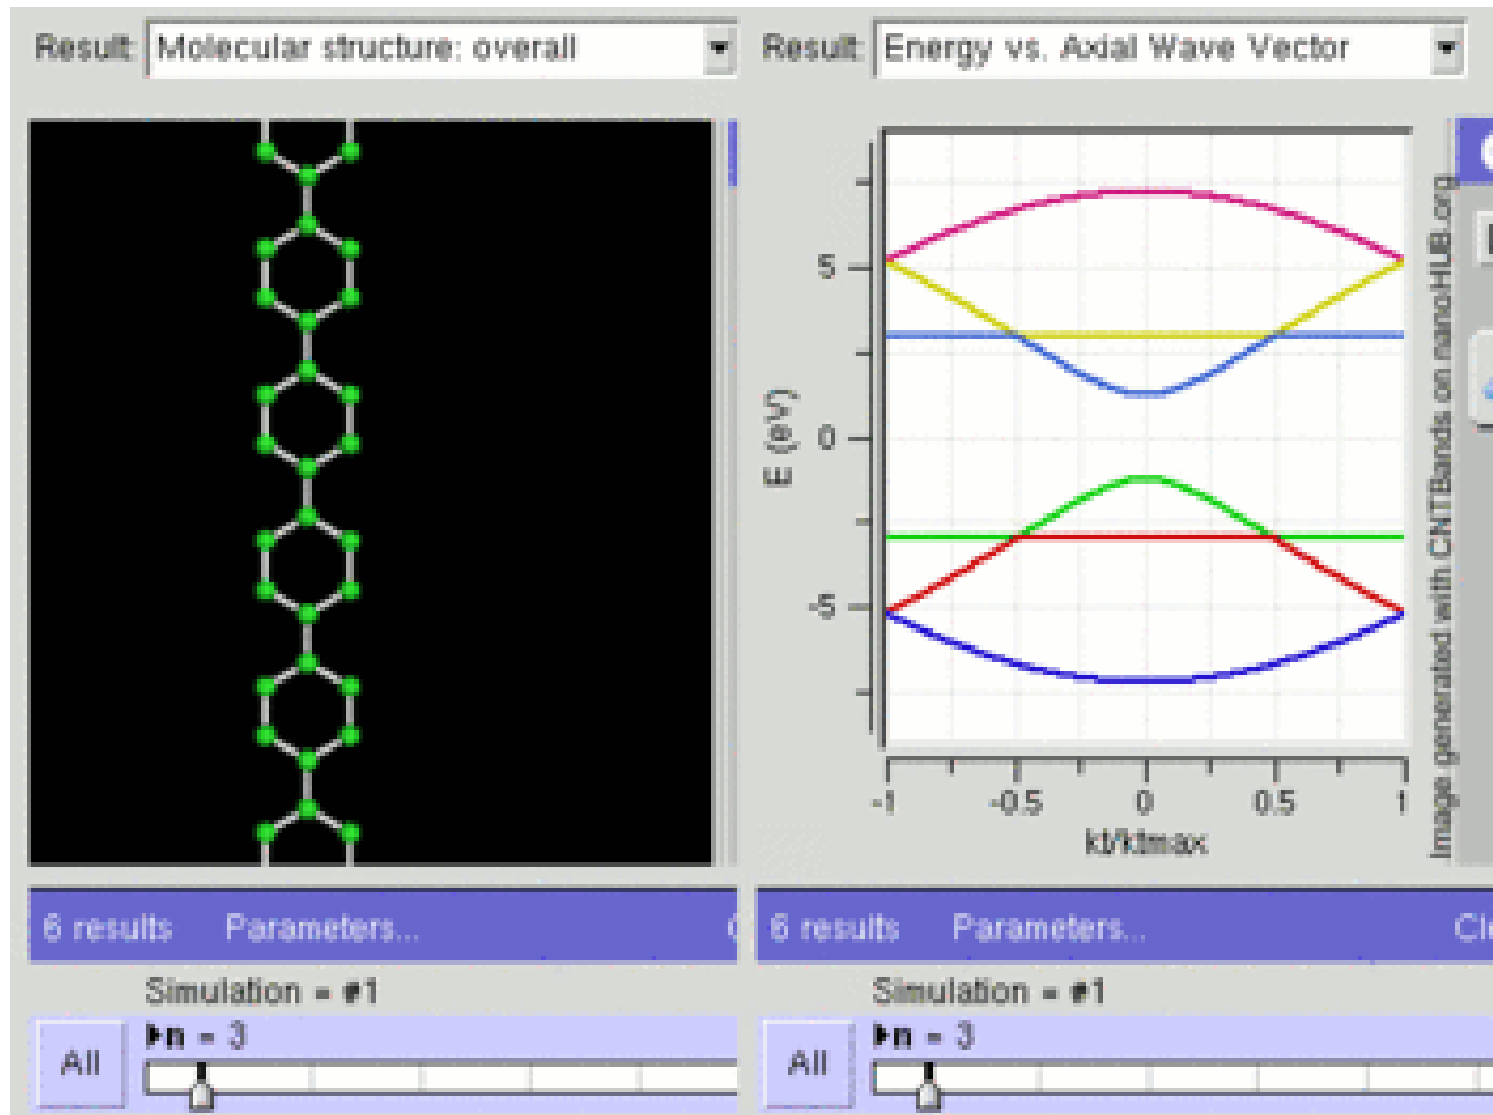 Result: Molecular structure: overall
Result: Energy vs. Axial Wave Vector
5
0
-5
E (eV)
-1 -0.5 0 0.5 1
kt/ktmax
Image generated with CNTBands on nanoHUB.org
6 results Parameters...
6 results Parameters... Cle
Simulation = #1
Simulation = #1
All n = 3
All n = 3